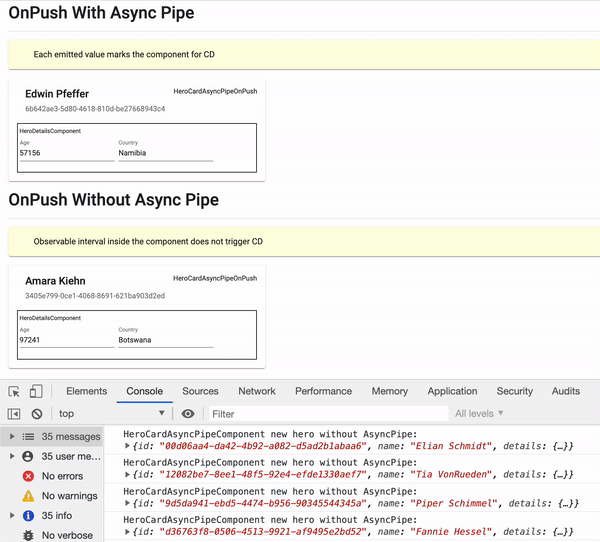 OnPush With Async Pipe
Each emitted value marks the component for CD
Edwin Pfeffer
HeroCardAsyncPipeOnPush
6b642ae3-5d80-4618-810d-be27668943c4
HeroDetailsComponent
Age Country
57156 Namibia
OnPush Without Async Pipe
Observable interval inside the component does not trigger CD
Amara Kiehn
HeroCardAsyncPipeOnPush
3405e799-0ce1-4068-8691-621ba903d2ed
HeroDetailsComponent
Age Country
97241 Botswana
Elements Console Sources Network Performance Memory Application Security Audits
top Filter All levels
35 messages
35 user me...
No errors
No warnings
35 info
No verbose
HeroCardAsyncPipeComponent new hero without AsyncPipe:
{id: "00d06aa4-da42-4b92-a082-d5ad2b1abaa6", name: "Elian Schmidt", details: {…}}
HeroCardAsyncPipeComponent new hero without AsyncPipe:
{id: "12082be7-8ee1-48f5-92e4-efde1330aef7", name: "Tia VonRueden", details: {…}}
HeroCardAsyncPipeComponent new hero without AsyncPipe:
{id: "9d5da941-ebd5-4474-b956-90345544345a", name: "Piper Schimmel", details: {…}}
HeroCardAsyncPipeComponent new hero without AsyncPipe:
{id: "d36763f8-0506-4513-9921-af9495e2bd52", name: "Fannie Hessel", details: {…}}